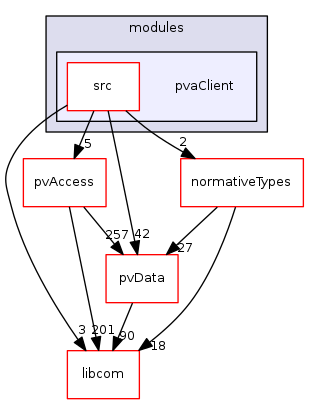 modules
src
pvaClient
5
2
pvAccess
normativeTypes
257
42
27
pvData
3
201
90
18
libcom